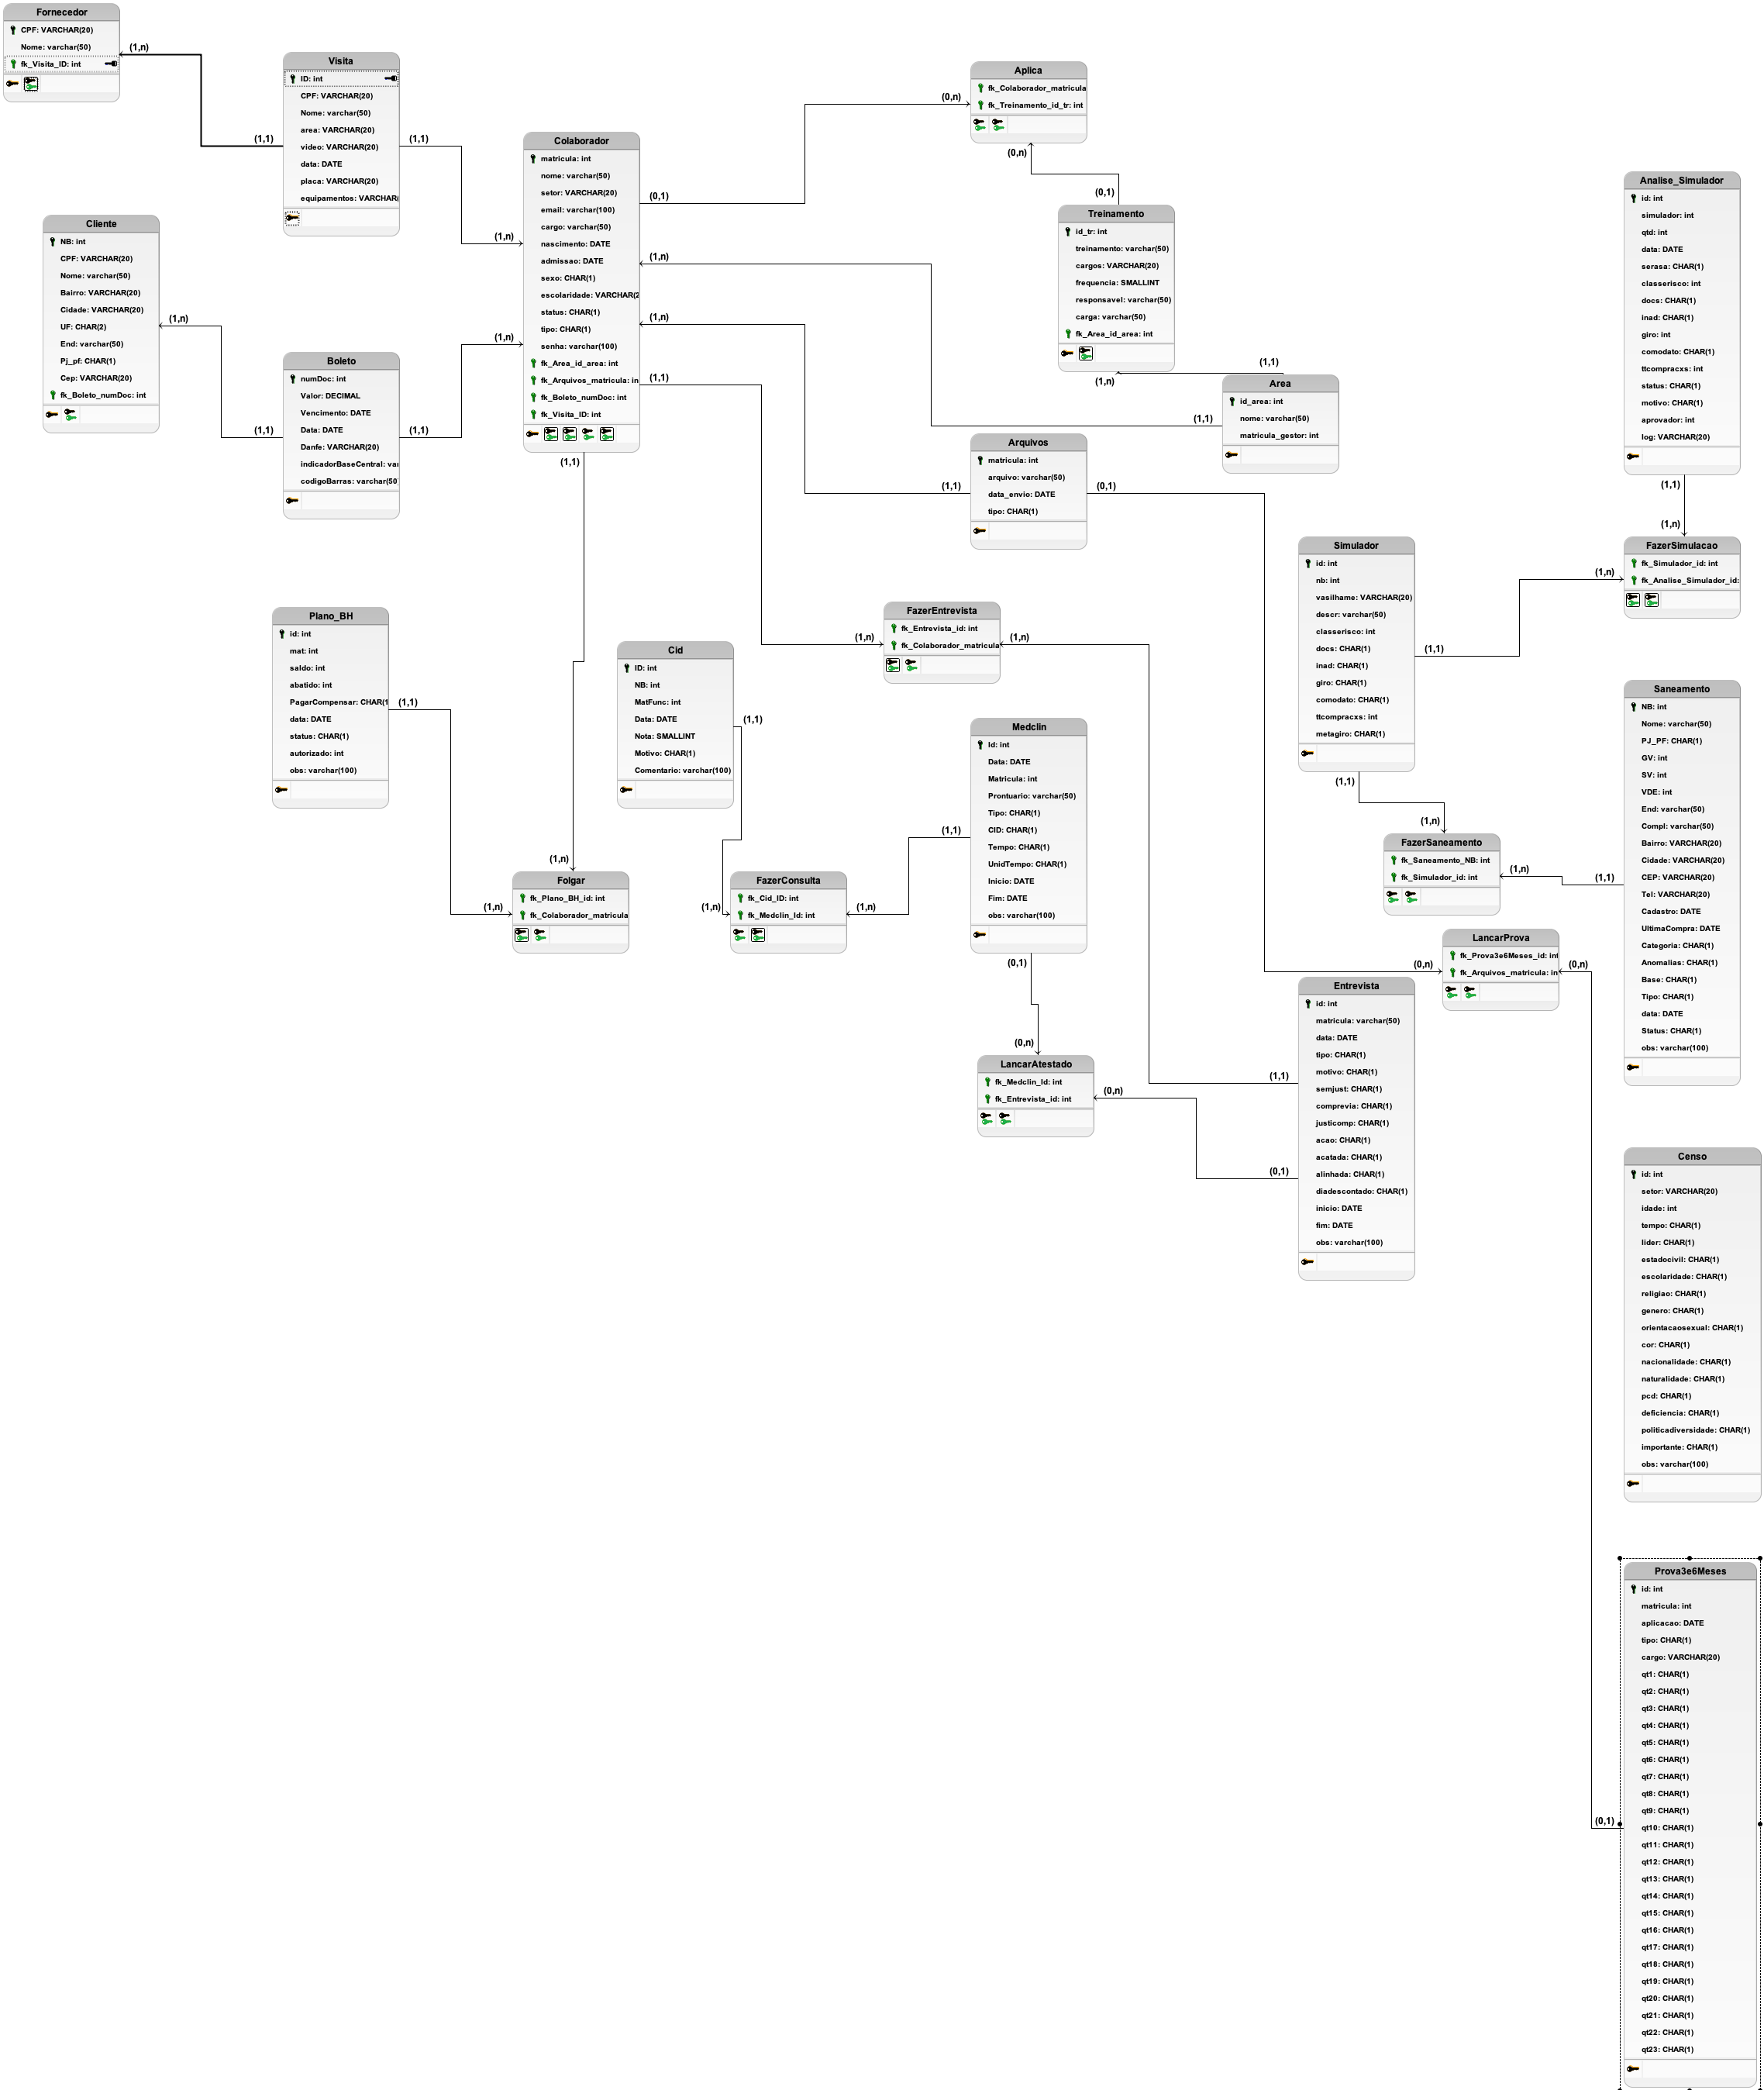 Fornecedor
CPF: VARCHAR(20)
Nome: varchar(50)
fk_Visita_ID: int
(1,n)
(1,1)
Visita
ID: int
CPF: VARCHAR(20)
Nome: varchar(50)
area: VARCHAR(20)
video: VARCHAR(20)
data: DATE
placa: VARCHAR(20)
equipamentos: VARCHAR(
(1,1)
(1,n)
Cliente
NB: int
CPF: VARCHAR(20)
Nome: varchar(50)
Bairro: VARCHAR(20)
Cidade: VARCHAR(20)
UF: CHAR(2)
End: varchar(50)
Pj_pf: CHAR(1)
Cep: VARCHAR(20)
fk_Boleto_numDoc: int
(1,n)
(1,1)
Boleto
numDoc: int
Valor: DECIMAL
Vencimento: DATE
Data: DATE
Danfe: VARCHAR(20)
indicadorBaseCentral: var
codigoBarras: varchar(50)
(1,1)
(1,n)
Colaborador
matricula: int
nome: varchar(50)
setor: VARCHAR(20)
email: varchar(100)
cargo: varchar(50)
nascimento: DATE
admissao: DATE
sexo: CHAR(1)
escolaridade: VARCHAR(2
status: CHAR(1)
tipo: CHAR(1)
senha: varchar(100)
fk_Area_id_area: int
fk_Arquivos_matricula: in
fk_Boleto_numDoc: int
fk_Visita_ID: int
(0,1)
(1,n)
(1,n)
(1,1)
(1,1)
(0,n)
Aplica
fk_Colaborador_matricula
fk_Treinamento_id_tr: int
(0,n)
(0,1)
Treinamento
id_tr: int
treinamento: varchar(50)
cargos: VARCHAR(20)
frequencia: SMALLINT
responsavel: varchar(50)
carga: varchar(50)
fk_Area_id_area: int
(1,n)
(1,1)
Area
id_area: int
nome: varchar(50)
matricula_gestor: int
(1,1)
Arquivos
matricula: int
arquivo: varchar(50)
data_envio: DATE
tipo: CHAR(1)
(1,1)
(0,1)
Analise_Simulador
id: int
simulador: int
qtd: int
data: DATE
serasa: CHAR(1)
classerisco: int
docs: CHAR(1)
inad: CHAR(1)
giro: int
comodato: CHAR(1)
ttcompracxs: int
status: CHAR(1)
motivo: CHAR(1)
aprovador: int
log: VARCHAR(20)
(1,1)
(1,n)
FazerSimulacao
fk_Simulador_id: int
fk_Analise_Simulador_id:
(1,n)
Simulador
id: int
nb: int
vasilhame: VARCHAR(20)
descr: varchar(50)
classerisco: int
docs: CHAR(1)
inad: CHAR(1)
giro: CHAR(1)
comodato: CHAR(1)
ttcompracxs: int
metagiro: CHAR(1)
(1,1)
(1,1)
(1,n)
FazerSaneamento
fk_Saneamento_NB: int
fk_Simulador_id: int
(1,n)
(1,1)
Saneamento
NB: int
Nome: varchar(50)
PJ_PF: CHAR(1)
GV: int
SV: int
VDE: int
End: varchar(50)
Compl: varchar(50)
Bairro: VARCHAR(20)
Cidade: VARCHAR(20)
CEP: VARCHAR(20)
Tel: VARCHAR(20)
Cadastro: DATE
UltimaCompra: DATE
Categoria: CHAR(1)
Anomalias: CHAR(1)
Base: CHAR(1)
Tipo: CHAR(1)
data: DATE
Status: CHAR(1)
obs: varchar(100)
Plano_BH
id: int
mat: int
saldo: int
abatido: int
PagarCompensar: CHAR(1
data: DATE
status: CHAR(1)
autorizado: int
obs: varchar(100)
(1,1)
(1,n)
(1,n)
Folgar
fk_Plano_BH_id: int
fk_Colaborador_matricula
Cid
ID: int
NB: int
MatFunc: int
Data: DATE
Nota: SMALLINT
Motivo: CHAR(1)
Comentario: varchar(100)
(1,1)
(1,n)
FazerConsulta
fk_Cid_ID: int
fk_Medclin_Id: int
(1,n)
FazerEntrevista
fk_Entrevista_id: int
fk_Colaborador_matricula
(1,n)
(1,n)
Medclin
Id: int
Data: DATE
Matricula: int
Prontuario: varchar(50)
Tipo: CHAR(1)
CID: CHAR(1)
Tempo: CHAR(1)
UnidTempo: CHAR(1)
Inicio: DATE
Fim: DATE
obs: varchar(100)
(1,1)
(0,1)
(0,n)
LancarAtestado
fk_Medclin_Id: int
fk_Entrevista_id: int
(0,n)
Entrevista
id: int
matricula: varchar(50)
data: DATE
tipo: CHAR(1)
motivo: CHAR(1)
semjust: CHAR(1)
comprevia: CHAR(1)
justicomp: CHAR(1)
acao: CHAR(1)
acatada: CHAR(1)
alinhada: CHAR(1)
diadescontado: CHAR(1)
inicio: DATE
fim: DATE
obs: varchar(100)
(1,1)
(0,1)
LancarProva
fk_Prova3e6Meses_id: int
fk_Arquivos_matricula: in
(0,n)
(0,n)
Censo
id: int
setor: VARCHAR(20)
idade: int
tempo: CHAR(1)
lider: CHAR(1)
estadocivil: CHAR(1)
escolaridade: CHAR(1)
religiao: CHAR(1)
genero: CHAR(1)
orientacaosexual: CHAR(1)
cor: CHAR(1)
nacionalidade: CHAR(1)
naturalidade: CHAR(1)
pcd: CHAR(1)
deficiencia: CHAR(1)
politicadiversidade: CHAR(1)
importante: CHAR(1)
obs: varchar(100)
Prova3e6Meses
id: int
matricula: int
aplicacao: DATE
tipo: CHAR(1)
cargo: VARCHAR(20)
qt1: CHAR(1)
qt2: CHAR(1)
qt3: CHAR(1)
qt4: CHAR(1)
qt5: CHAR(1)
qt6: CHAR(1)
qt7: CHAR(1)
qt8: CHAR(1)
qt9: CHAR(1)
qt10: CHAR(1)
qt11: CHAR(1)
qt12: CHAR(1)
qt13: CHAR(1)
qt14: CHAR(1)
qt15: CHAR(1)
qt16: CHAR(1)
qt17: CHAR(1)
qt18: CHAR(1)
qt19: CHAR(1)
qt20: CHAR(1)
qt21: CHAR(1)
qt22: CHAR(1)
qt23: CHAR(1)
(0,1)